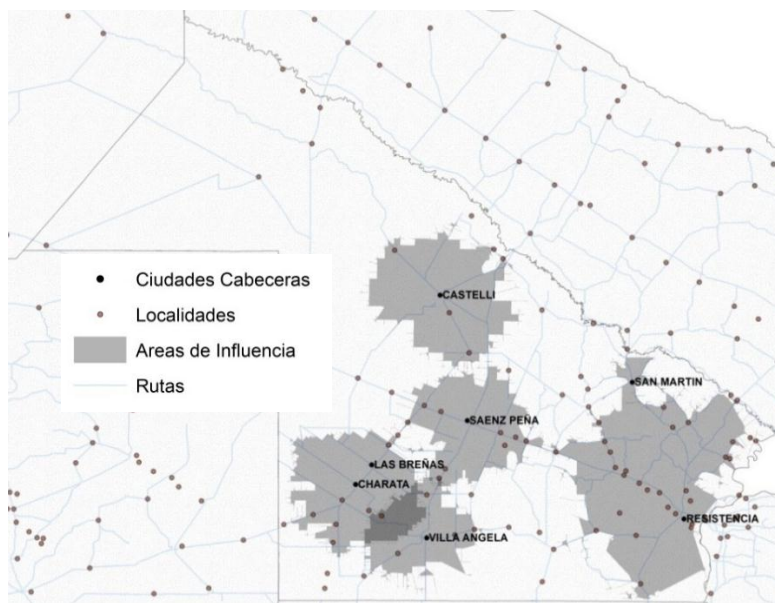 Ciudades Cabeceras
Localidades
Areas de Influencia
Rutas
CASTELLI
SAN MARTIN
SAENZ PEÑA
LAS BREÑAS
CHARATA
RESISTENCIA
VILLA ANGELA